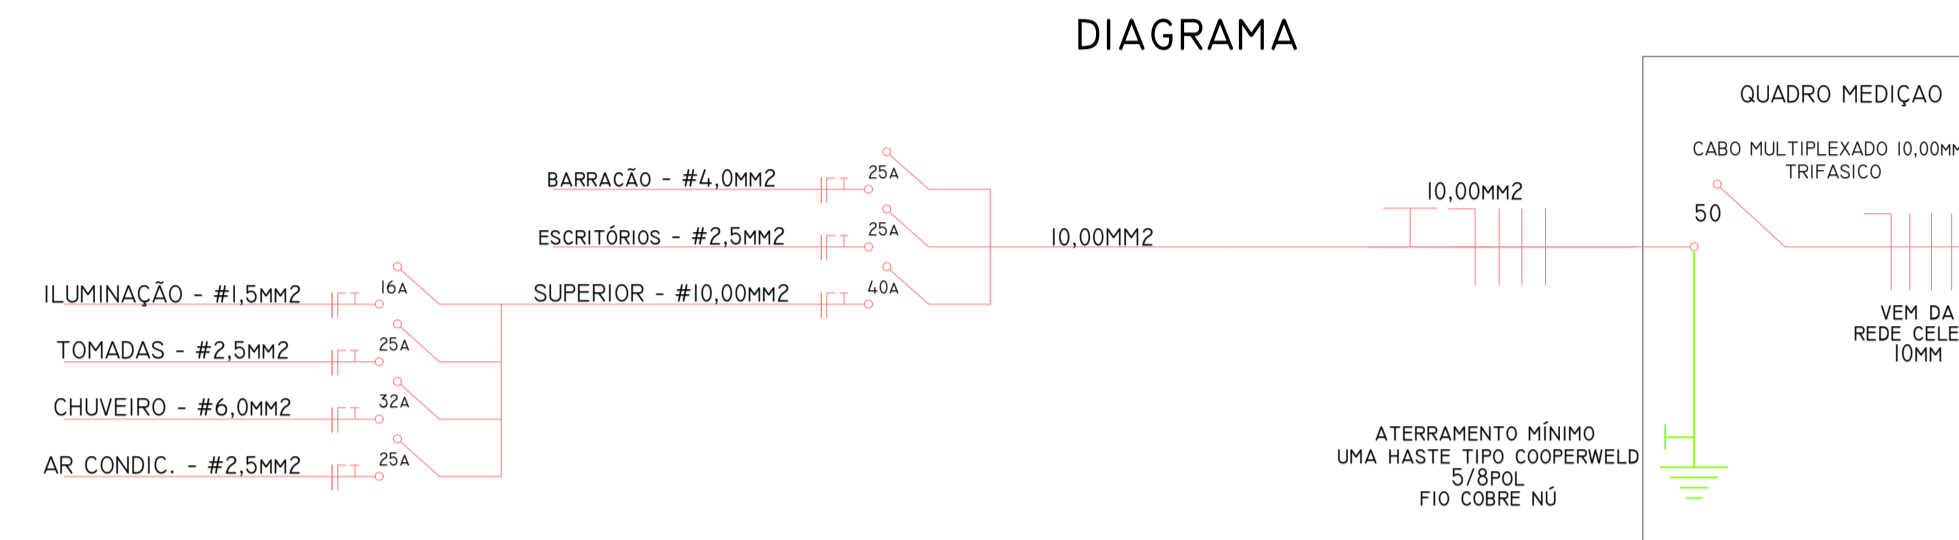 DIAGRAMA
QUADRO MEDIÇAO
CABO MULTIPLEXADO 10,00MM
TRIFASICO
50
VEM DA
REDE CELE
10MM
10,00MM2
10,00MM2
BARRACÃO - #4,0MM2
25A
ESCRITÓRIOS - #2,5MM2
25A
SUPERIOR - #10,00MM2
40A
ILUMINAÇÃO - #1,5MM2
16A
TOMADAS - #2,5MM2
25A
CHUVEIRO - #6,0MM2
32A
AR CONDIC. - #2,5MM2
25A
ATERRAMENTO MÍNIMO
UMA HASTE TIPO COOPERWELD
5/8POL
FIO COBRE NÚ